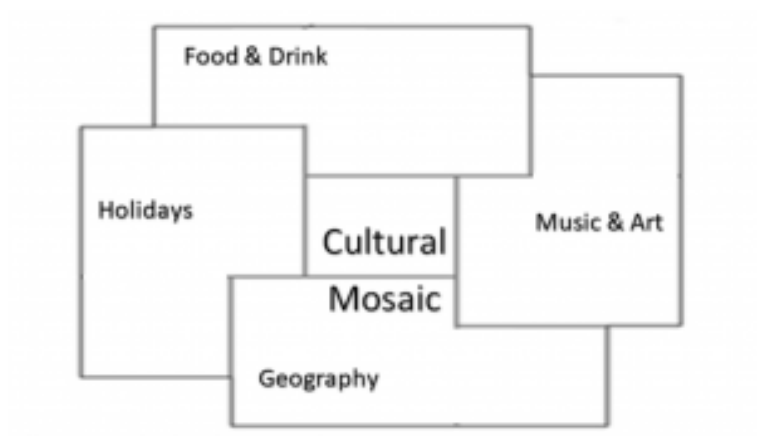 Food & Drink
Holidays
Music & Art
Cultural
Mosaic
Geography